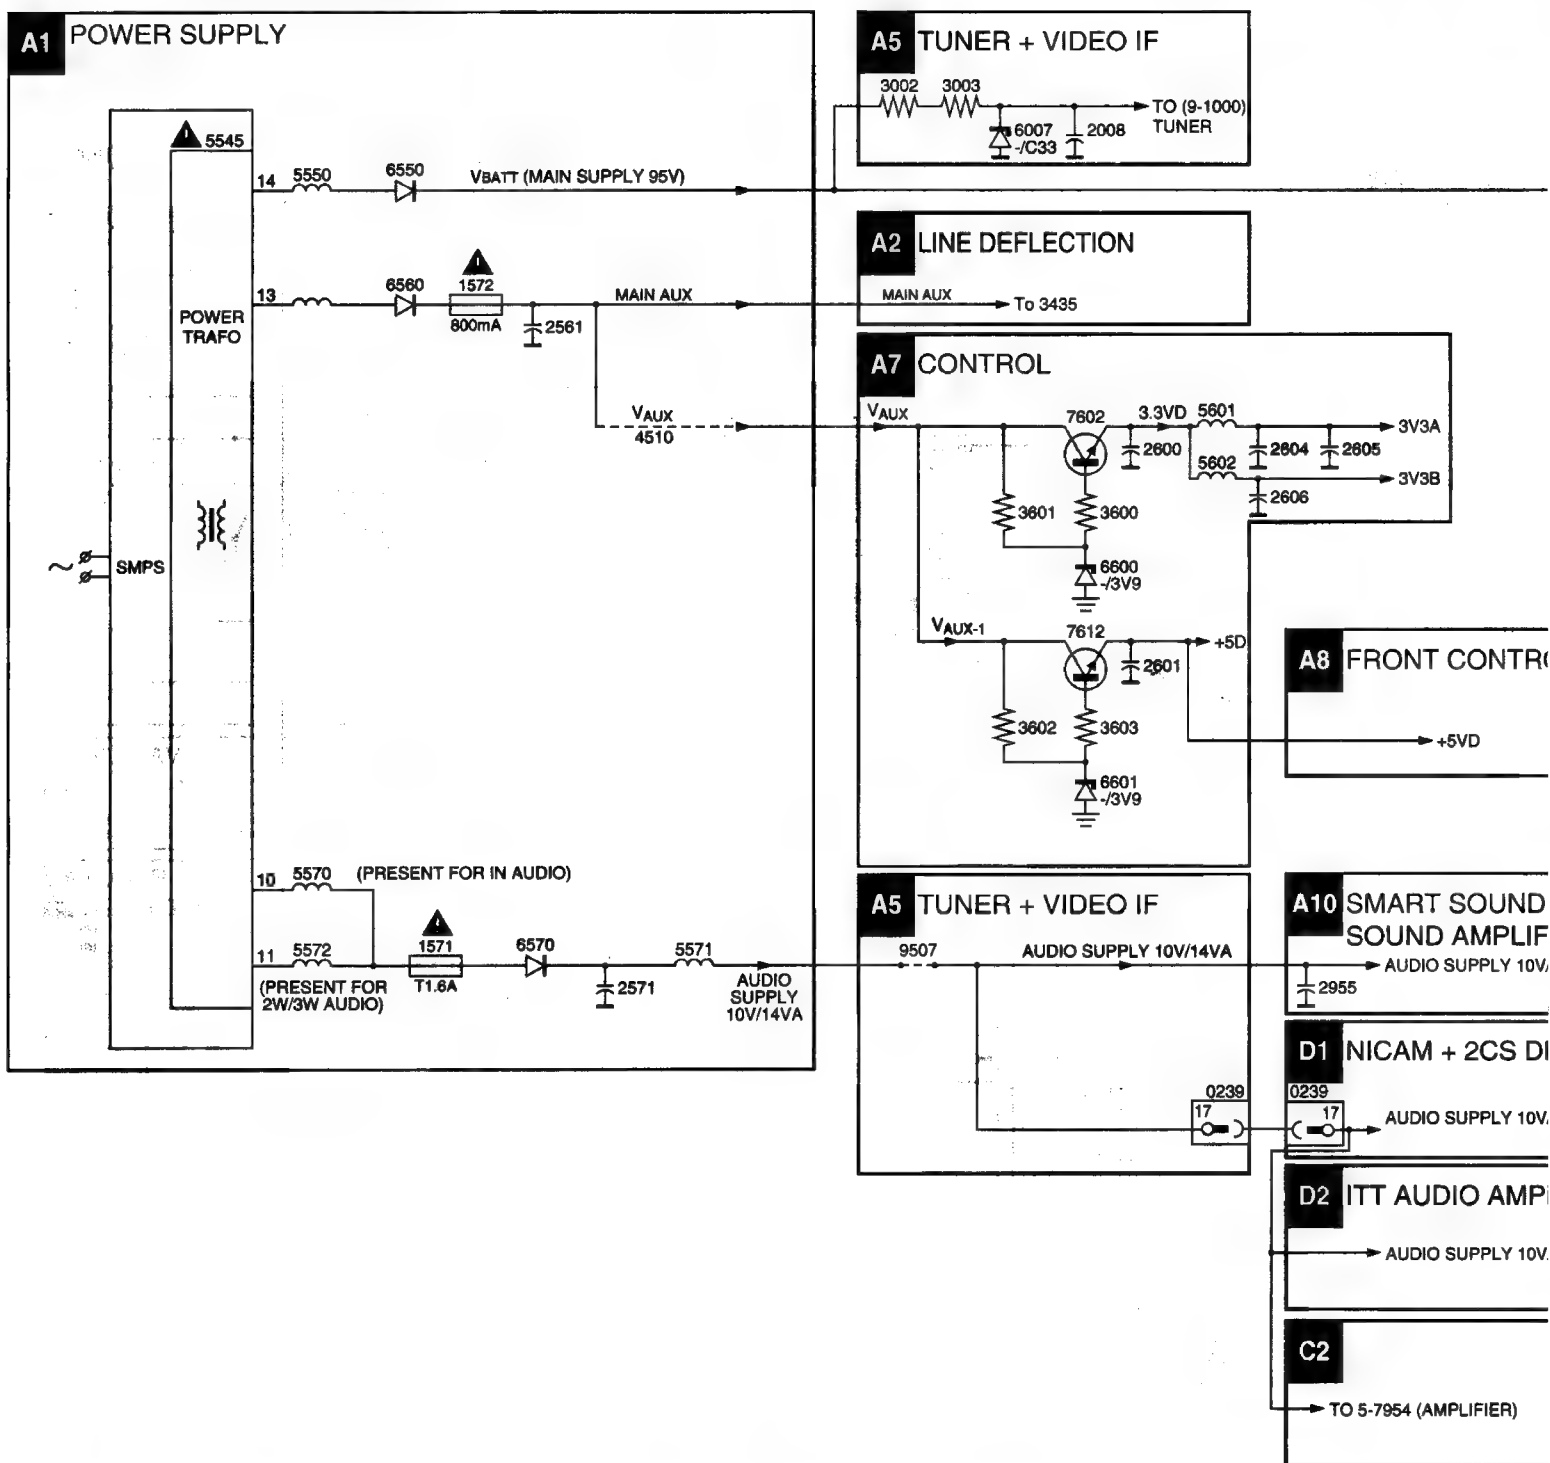 A1 POWER SUPPLY
5545
14
5550
6550
VBATT (MAIN SUPPLY 95V)
13
6560
1572
800mA
2561
MAIN AUX
POWER
TRAFO
VAUX
4510
SMPS
10
5570
(PRESENT FOR IN AUDIO)
11
5572
(PRESENT FOR
2W/3W AUDIO)
1571
T1.6A
6570
2571
5571
AUDIO
SUPPLY
10V/14VA
A5 TUNER + VIDEO IF
3002
3003
6007
-/C33
2008
TO (9-1000)
TUNER
A2 LINE DEFLECTION
MAIN AUX
To 3435
A7 CONTROL
VAUX
7602
3.3VD
5601
3V3A
2600
2604
2605
5602
3V3B
2606
3601
3600
6600
-/3V9
VAUX-1
7612
+5D
2601
3602
3603
6601
-/3V9
A8 FRONT CONTR
+5VD
A5 TUNER + VIDEO IF
9507
AUDIO SUPPLY 10V/14VA
0239
17
A10 SMART SOUND
SOUND AMPLIF
AUDIO SUPPLY 10V/
2955
D1 NICAM + 2CS D
0239
17
AUDIO SUPPLY 10V
D2 ITT AUDIO AMP
AUDIO SUPPLY 10V
C2
TO 5-7954 (AMPLIFIER)